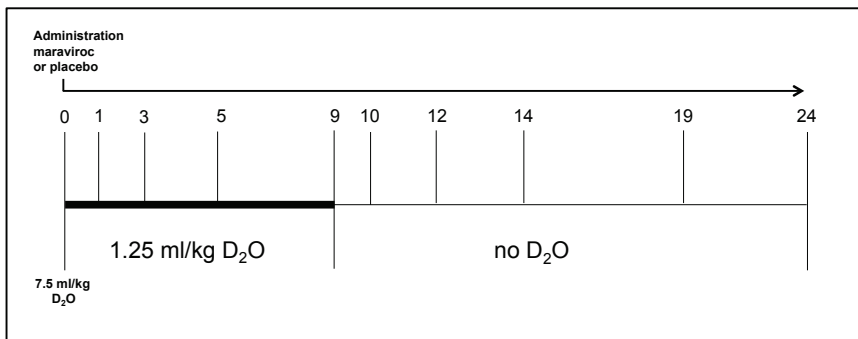 Administration
maraviroc
or placebo
0 1 3 5 9 10 12 14 19 24
1.25 ml/kg D₂O no D₂O
7.5 ml/kg
D₂O